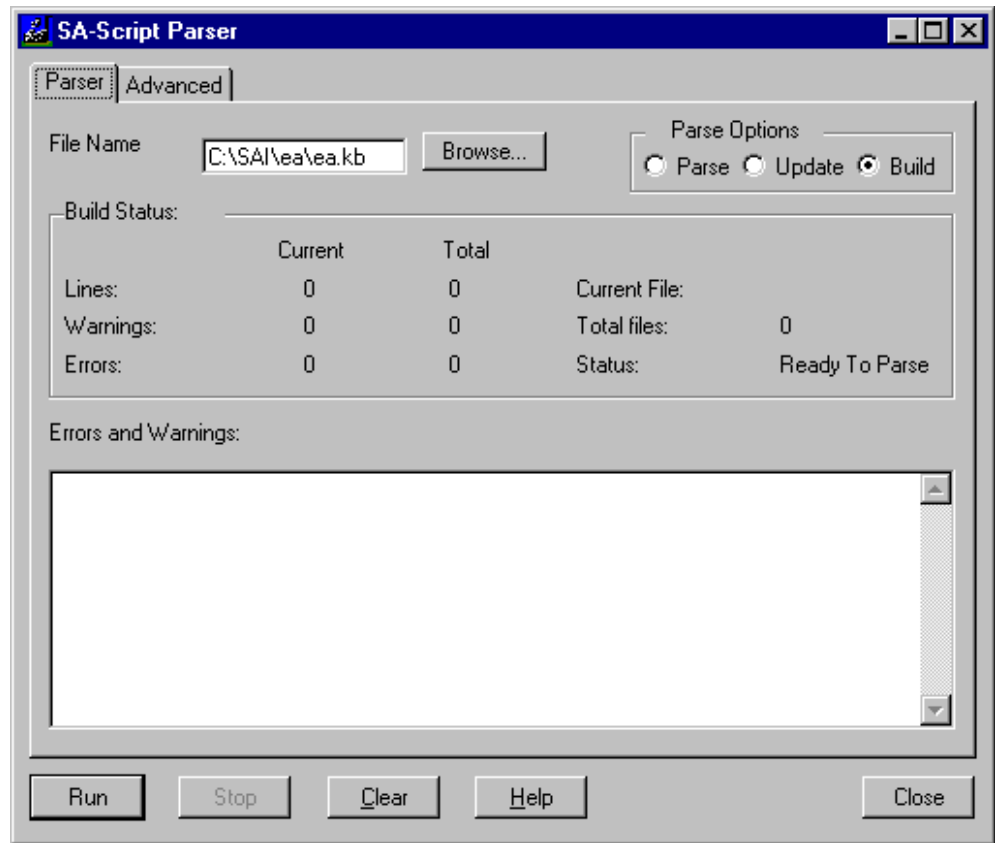 SA-Script Parser
Parser Advanced
File Name C:\SAI\ea\ea.kb Browse...
Parse Options
Parse Update Build
Build Status:
Current Total
Lines: 0 0 Current File:
Warnings: 0 0 Total files: 0
Errors: 0 0 Status: Ready To Parse
Errors and Warnings:
Run Stop Clear Help Close